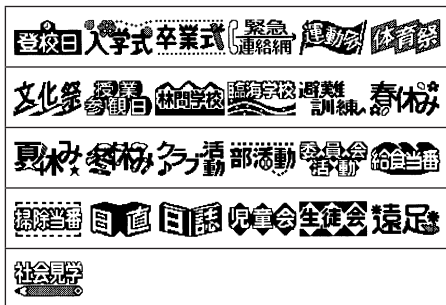 登校日 入学式 卒業式 緊急連絡網 運動会 体育祭
文化祭 授業参観日 林間学校 臨海学校 避難訓練 春休み
夏休み 冬休み クラブ活動 部活動 委員会活動 給食当番
掃除当番 日直 日誌 児童会 生徒会 遠足
社会見学